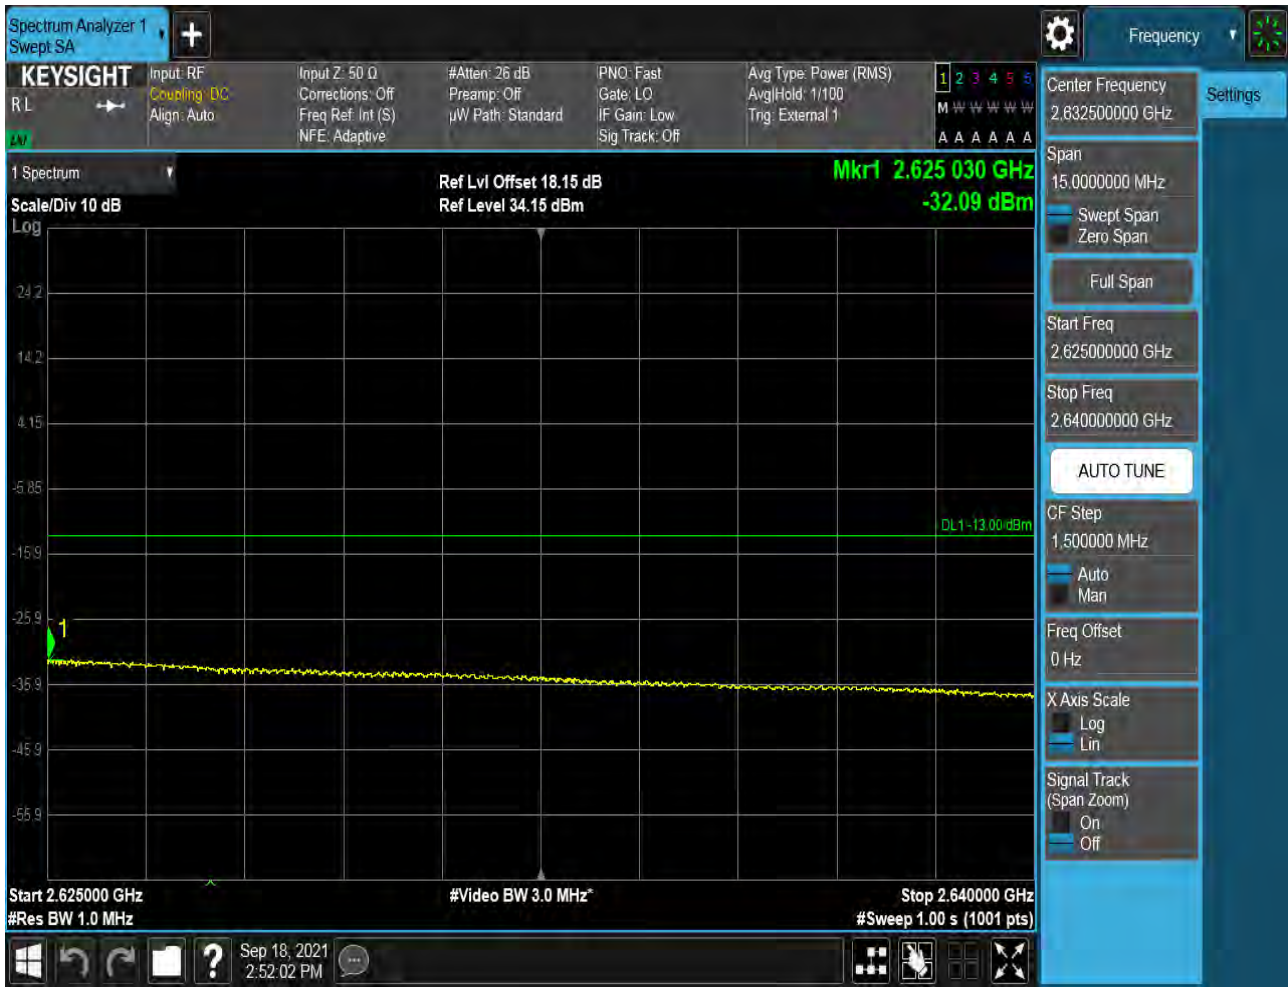 Spectrum Analyzer 1
Swept SA
Frequency
KEYSIGHT
R L
LXI
Input: RF
Coupling: DC
Align: Auto
Input Z: 50 Ω
Corrections: Off
Freq Ref: Int (S)
NFE: Adaptive
#Atten: 26 dB
Preamp: Off
µW Path: Standard
PNO: Fast
Gate: LO
IF Gain: Low
Sig Track: Off
Avg Type: Power (RMS)
Avg|Hold: 1/100
Trig: External 1
1 2 3 4 5 6
M W W W W W
A A A A A A
1 Spectrum
Scale/Div 10 dB
Ref Lvl Offset 18.15 dB
Ref Level 34.15 dBm
Mkr1 2.625 030 GHz
-32.09 dBm
Log
24.2
14.2
4.15
-5.85
-15.9
-25.9
-35.9
-45.9
-55.9
DL1 -13.00 dBm
1
Start 2.625000 GHz
#Res BW 1.0 MHz
#Video BW 3.0 MHz*
Stop 2.640000 GHz
#Sweep 1.00 s (1001 pts)
Sep 18, 2021
2:52:02 PM
Center Frequency
2.632500000 GHz
Settings
Span
15.0000000 MHz
Swept Span
Zero Span
Full Span
Start Freq
2.625000000 GHz
Stop Freq
2.640000000 GHz
AUTO TUNE
CF Step
1.500000 MHz
Auto
Man
Freq Offset
0 Hz
X Axis Scale
Log
Lin
Signal Track
(Span Zoom)
On
Off